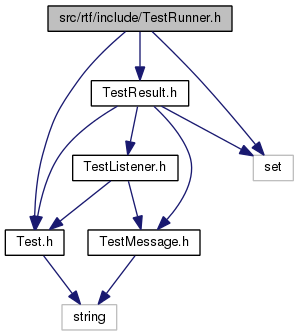 src/rtf/include/TestRunner.h
TestResult.h
TestListener.h
set
Test.h
TestMessage.h
string